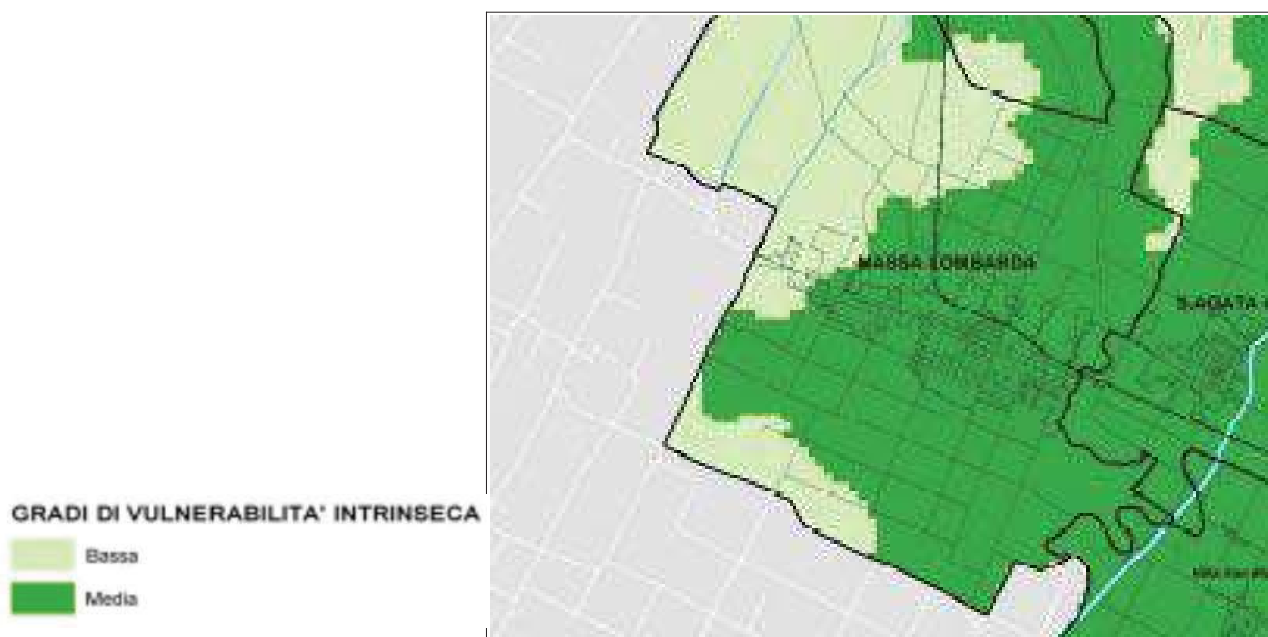 MASSA LOMBARDA
S.AGATA
GRADI DI VULNERABILITA' INTRINSECA
Bassa
Media